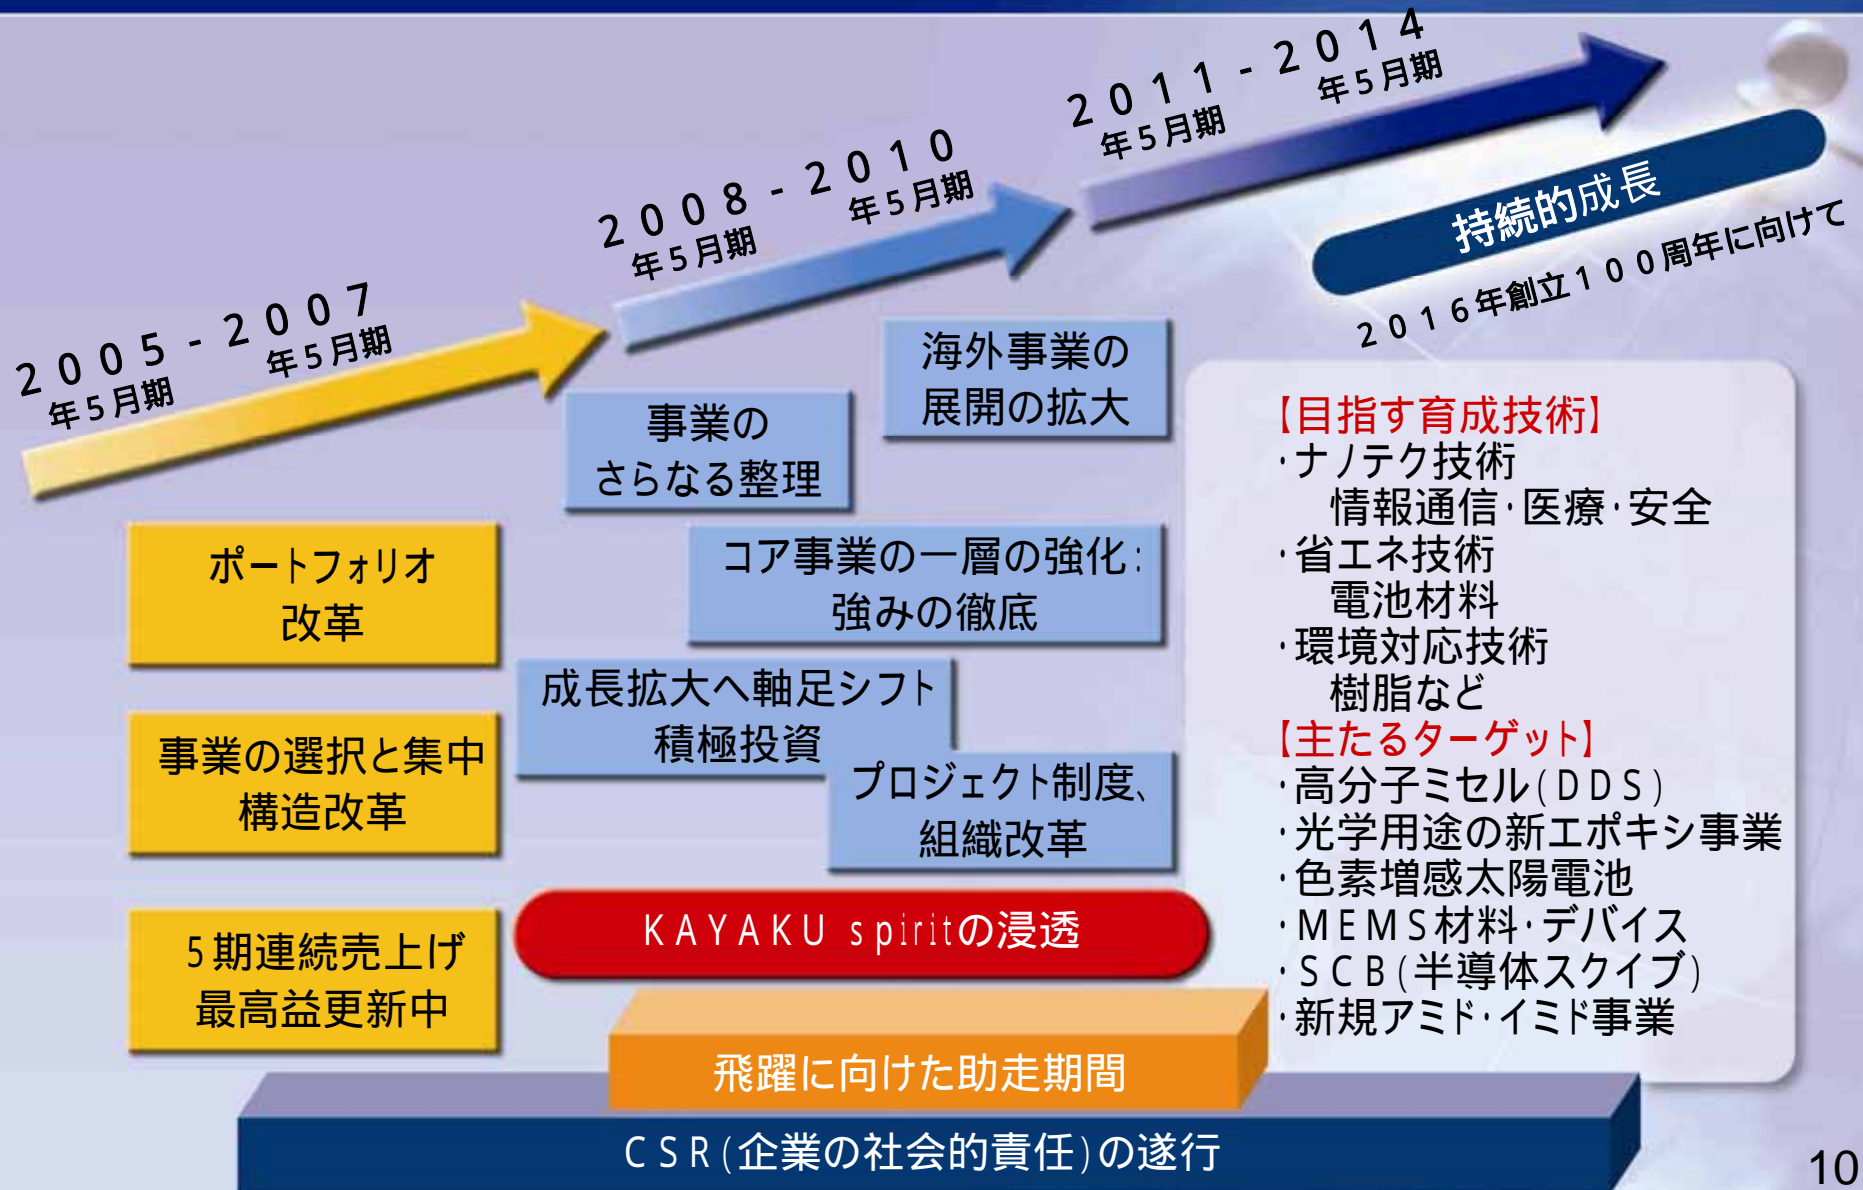 2005-2007
年5月期 年5月期
2008-2010
年5月期 年5月期
2011-2014
年5月期 年5月期
持続的成長
2016年創立100周年に向けて
ポートフォリオ
改革
事業の選択と集中
構造改革
5期連続売上げ
最高益更新中
海外事業の
展開の拡大
事業の
さらなる整理
コア事業の一層の強化:
強みの徹底
成長拡大へ軸足シフト
積極投資
プロジェクト制度、
組織改革
KAYAKU spiritの浸透
【目指す育成技術】
・ナノテク技術
情報通信・医療・安全
・省エネ技術
電池材料
・環境対応技術
樹脂など
【主たるターゲット】
・高分子ミセル(DDS)
・光学用途の新エポキシ事業
・色素増感太陽電池
・MEMS材料・デバイス
・SCB(半導体スクイブ)
・新規アミド・イミド事業
飛躍に向けた助走期間
CSR(企業の社会的責任)の遂行
10